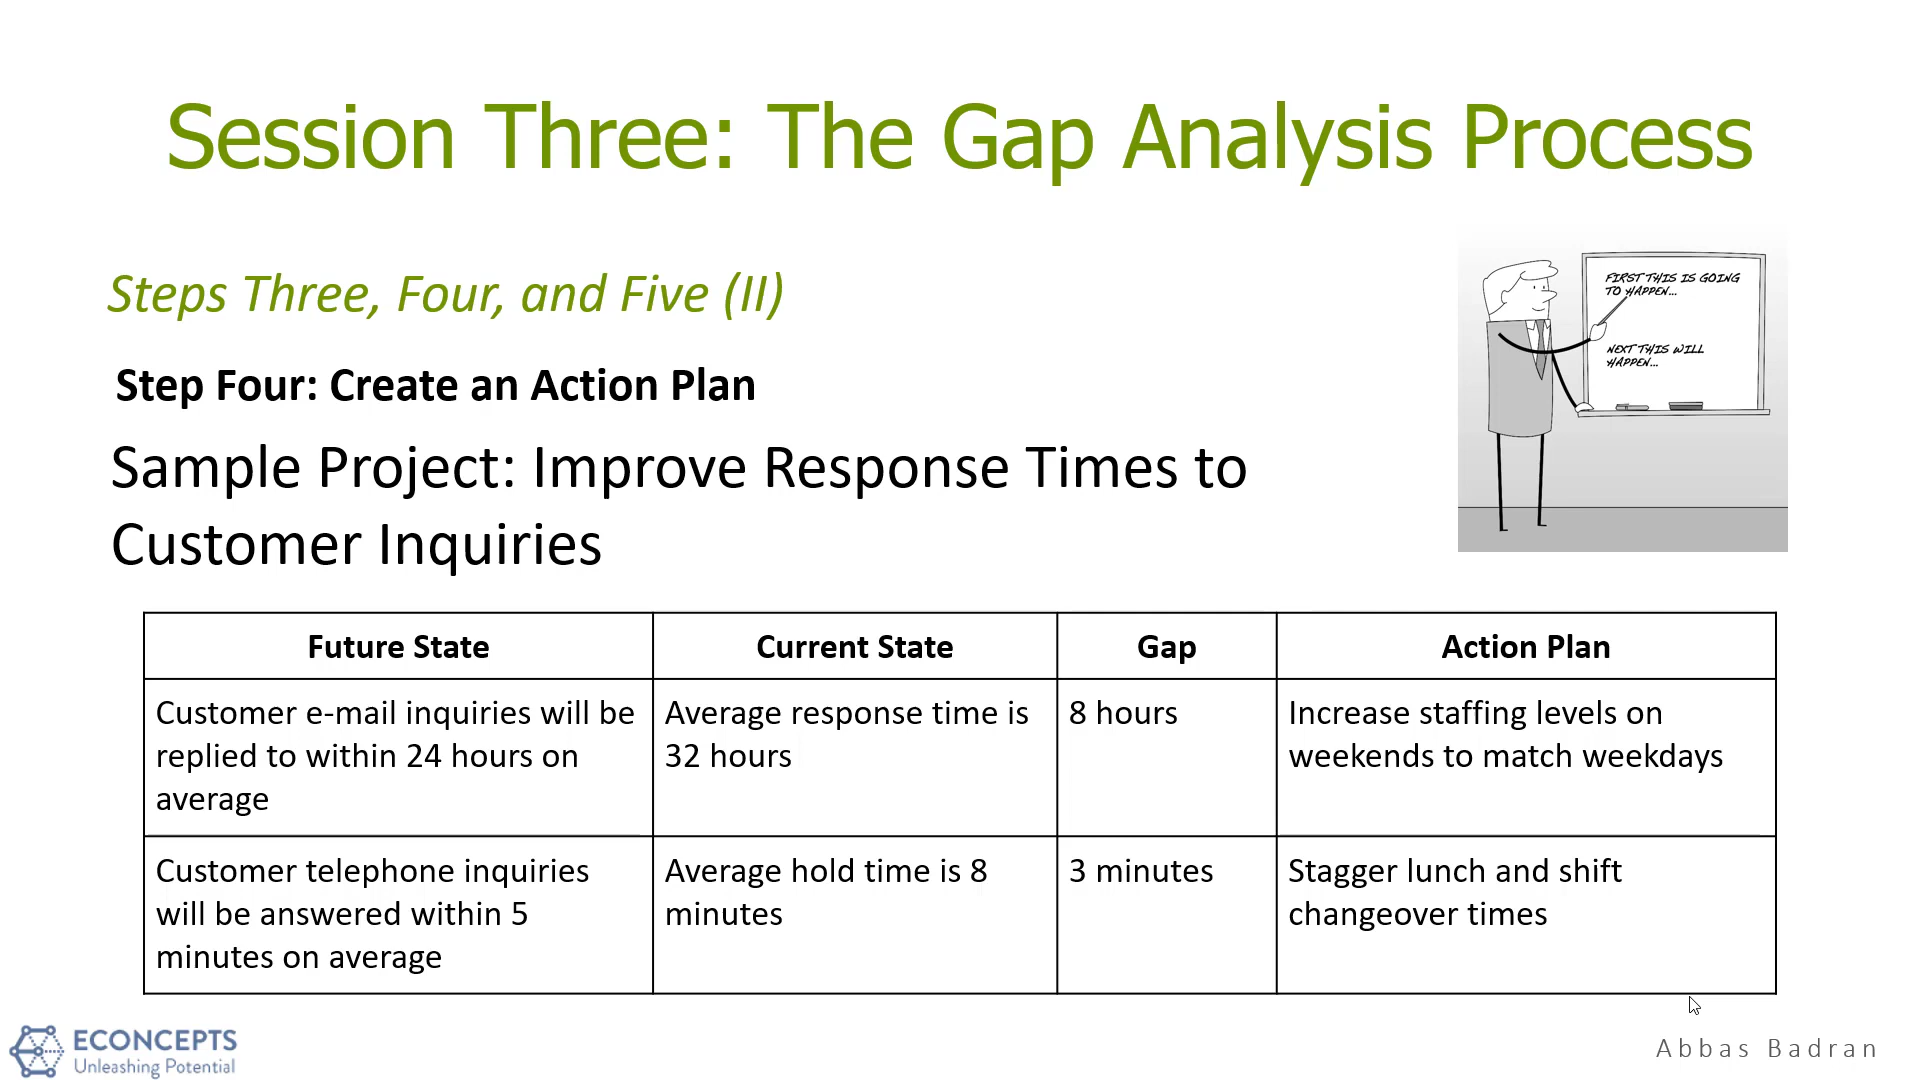 Session Three: The Gap Analysis Process
Steps Three, Four, and Five (II)
Step Four: Create an Action Plan
Sample Project: Improve Response Times to
Customer Inquiries
FIRST THIS IS GOING
TO HAPPEN...
NEXT THIS WILL
HAPPEN...
Future State
Current State
Gap
Action Plan
Customer e-mail inquiries will be
replied to within 24 hours on
average
Average response time is
32 hours
8 hours
Increase staffing levels on
weekends to match weekdays
Customer telephone inquiries
will be answered within 5
minutes on average
Average hold time is 8
minutes
3 minutes
Stagger lunch and shift
changeover times
ECONCEPTS
Unleashing Potential
Abbas Badran